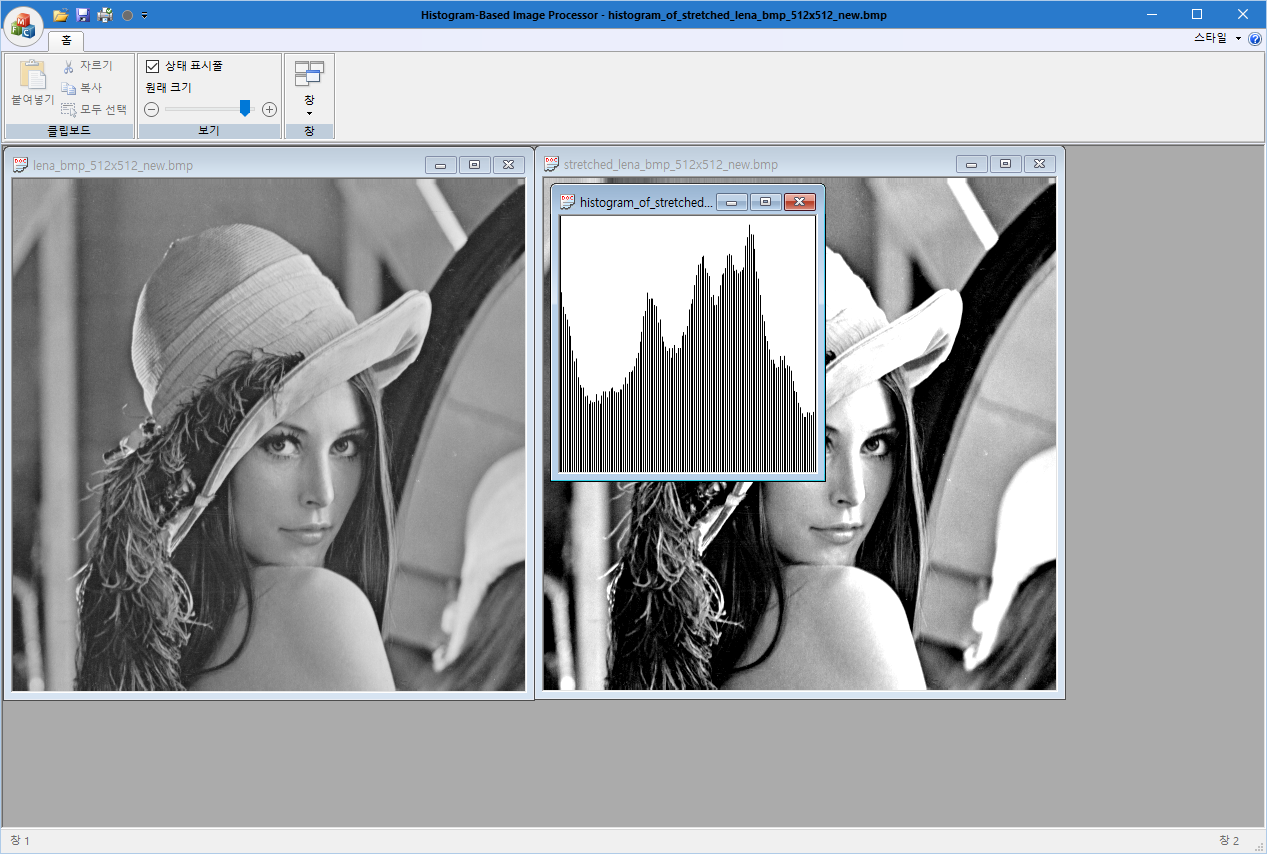 Histogram-Based Image Processor - histogram_of_stretched_lena_bmp_512x512_new.bmp
홈
스타일
붙여넣기
자르기
복사
모두 선택
클립보드
상태 표시줄
원래 크기
보기
창
창
lena_bmp_512x512_new.bmp
stretched_lena_bmp_512x512_new.bmp
histogram_of_stretched...
창 1
창 2